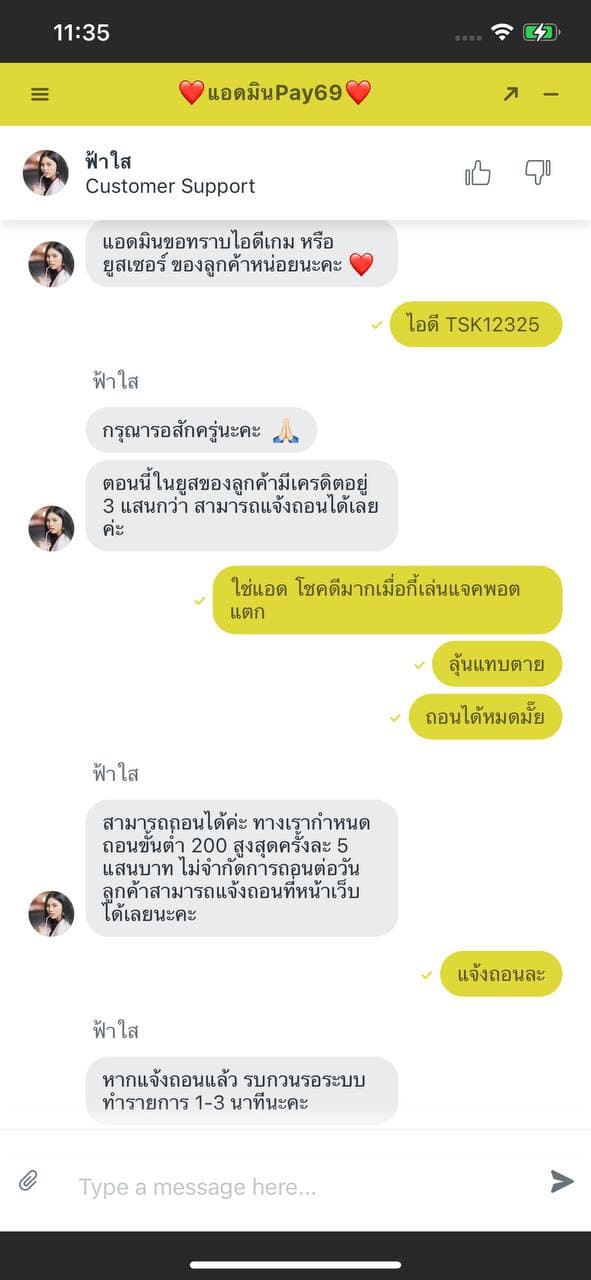 11:35
❤️แอดมินPay69❤️
ฟ้าใส
Customer Support
แอดมินขอทราบไอดีเกม หรือ
ยูสเซอร์ ของลูกค้าหน่อยนะคะ ❤️
ไอดี TSK12325
ฟ้าใส
กรุณารอสักครู่นะคะ 🙏🏻
ตอนนี้ในยูสของลูกค้ามีเครดิตอยู่
3 แสนกว่า สามารถแจ้งถอนได้เลย
ค่ะ
ใช่แอด โชคดีมากเมื่อกี้เล่นแจคพอต
แตก
ลุ้นแทบตาย
ถอนได้หมดมั๊ย
ฟ้าใส
สามารถถอนได้ค่ะ ทางเรากำหนด
ถอนขั้นต่ำ 200 สูงสุดครั้งละ 5
แสนบาท ไม่จำกัดการถอนต่อวัน
ลูกค้าสามารถแจ้งถอนที่หน้าเว็บ
ได้เลยนะคะ
แจ้งถอนละ
ฟ้าใส
หากแจ้งถอนแล้ว รบกวนรอระบบ
ทำรายการ 1-3 นาทีนะคะ
Type a message here...